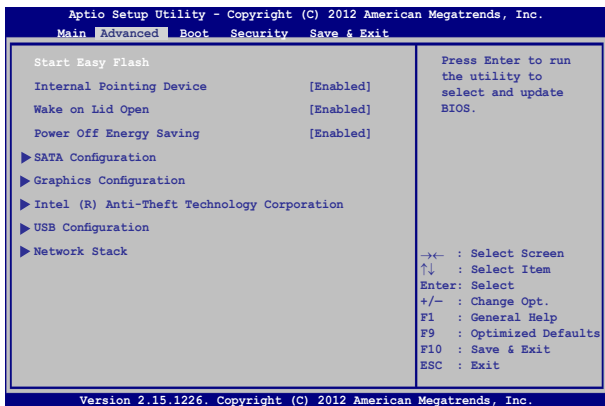 Aptio Setup Utility - Copyright (C) 2012 American Megatrends, Inc.
Main Advanced Boot Security Save & Exit
Start Easy Flash
Internal Pointing Device [Enabled]
Wake on Lid Open [Enabled]
Power Off Energy Saving [Enabled]
SATA Configuration
Graphics Configuration
Intel (R) Anti-Theft Technology Corporation
USB Configuration
Network Stack
Press Enter to run
the utility to
select and update
BIOS.
→← : Select Screen
↑↓ : Select Item
Enter: Select
+/— : Change Opt.
F1 : General Help
F9 : Optimized Defaults
F10 : Save & Exit
ESC : Exit
Version 2.15.1226. Copyright (C) 2012 American Megatrends, Inc.